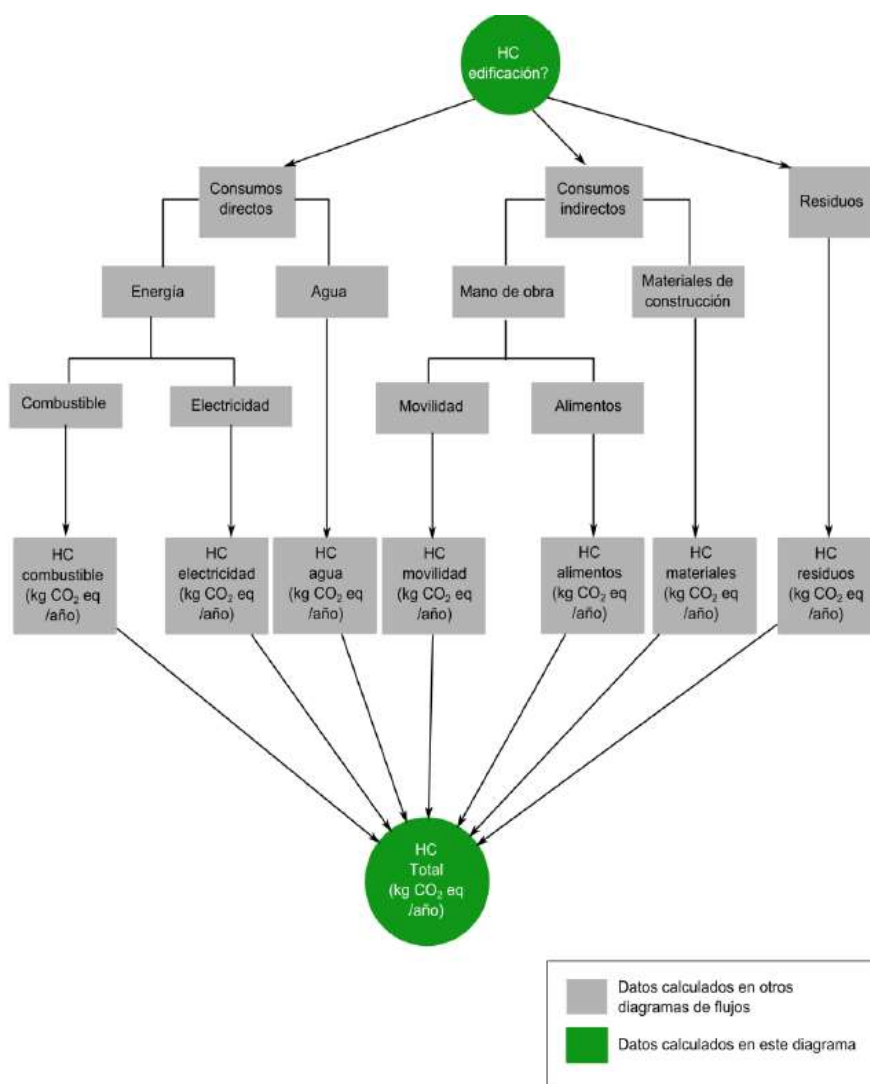 HC
edificación?
Consumos
directos
Consumos
indirectos
Residuos
Energía
Agua
Mano de obra
Materiales de
construcción
Combustible
Electricidad
Movilidad
Alimentos
HC
combustible
(kg CO₂ eq
/año)
HC
electricidad
(kg CO₂ eq
/año)
HC
agua
(kg CO₂ eq
/año)
HC
movilidad
(kg CO₂ eq
/año)
HC
alimentos
(kg CO₂ eq
/año)
HC
materiales
(kg CO₂ eq
/año)
HC
residuos
(kg CO₂ eq
/año)
HC
Total
(kg CO₂ eq
/año)
Datos calculados en otros
diagramas de flujos
Datos calculados en este diagrama